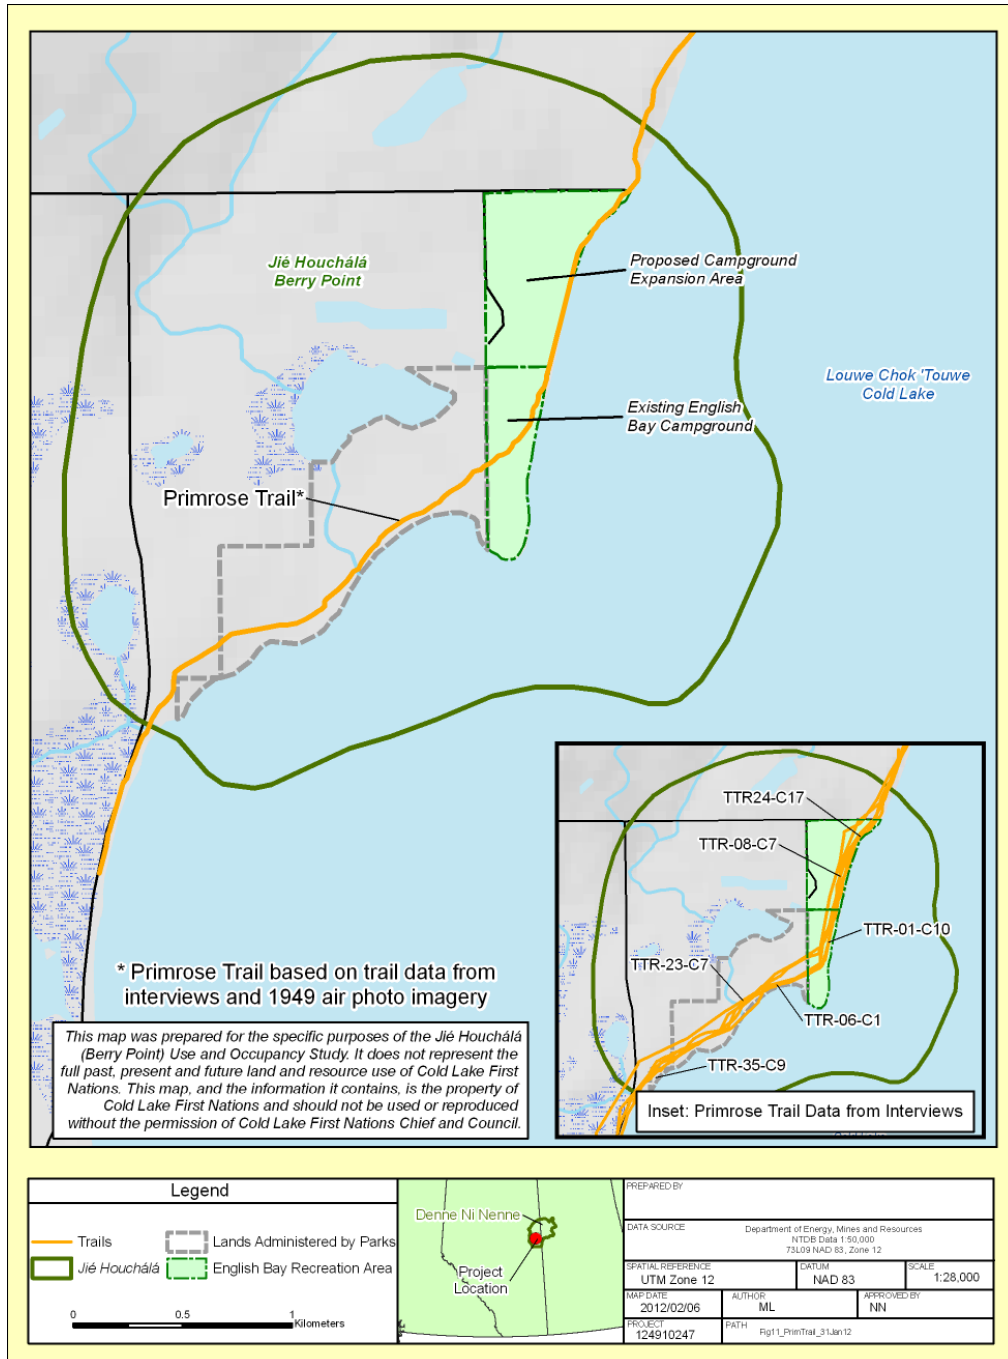 Jié Houchálá
Berry Point
Proposed Campground
Expansion Area
Louwe Chok 'Touwe
Cold Lake
Existing English
Bay Campground
Primrose Trail*
* Primrose Trail based on trail data from
interviews and 1949 air photo imagery
This map was prepared for the specific purposes of the Jié Houchálá
(Berry Point) Use and Occupancy Study. It does not represent the
full past, present and future land and resource use of Cold Lake First
Nations. This map, and the information it contains, is the property of
Cold Lake First Nations and should not be used or reproduced
without the permission of Cold Lake First Nations Chief and Council.
TTR24-C17
TTR-08-C7
TTR-01-C10
TTR-23-C7
TTR-06-C1
TTR-35-C9
Inset: Primrose Trail Data from Interviews
Legend
Trails
Lands Administered by Parks
Jié Houchálá
English Bay Recreation Area
0 0.5 1
Kilometers
Denne Ni Nenne
Project
Location
PREPARED BY
DATA SOURCE
Department of Energy, Mines and Resources
NTDB Data 1:50,000
73L09 NAD 83, Zone 12
SPATIAL REFERENCE
UTM Zone 12
DATUM
NAD 83
SCALE
1:28,000
MAP DATE
2012/02/06
AUTHOR
ML
APPROVED BY
NN
PROJECT
124910247
PATH
Fig11_PrimTrail_31Jan12